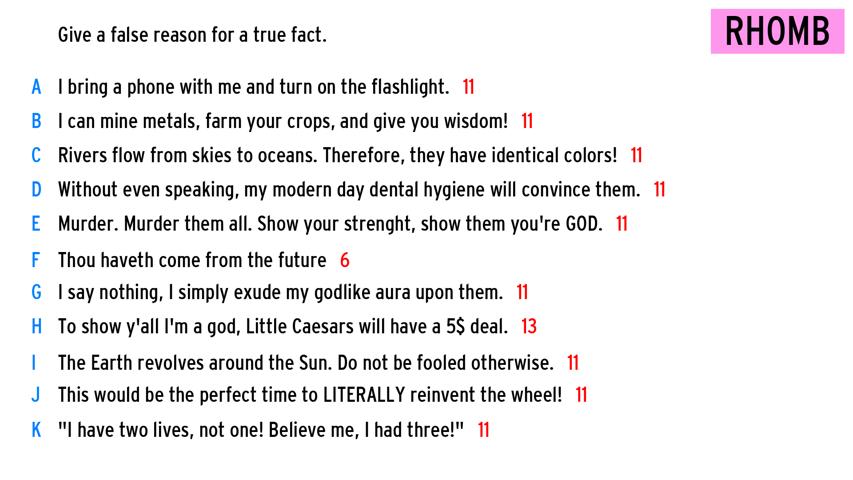 Give a false reason for a true fact.
RHOMB
A I bring a phone with me and turn on the flashlight. 11
B I can mine metals, farm your crops, and give you wisdom! 11
C Rivers flow from skies to oceans. Therefore, they have identical colors! 11
D Without even speaking, my modern day dental hygiene will convince them. 11
E Murder. Murder them all. Show your strenght, show them you're GOD. 11
F Thou haveth come from the future 6
G I say nothing, I simply exude my godlike aura upon them. 11
H To show y'all I'm a god, Little Caesars will have a 5$ deal. 13
I The Earth revolves around the Sun. Do not be fooled otherwise. 11
J This would be the perfect time to LITERALLY reinvent the wheel! 11
K "I have two lives, not one! Believe me, I had three!" 11